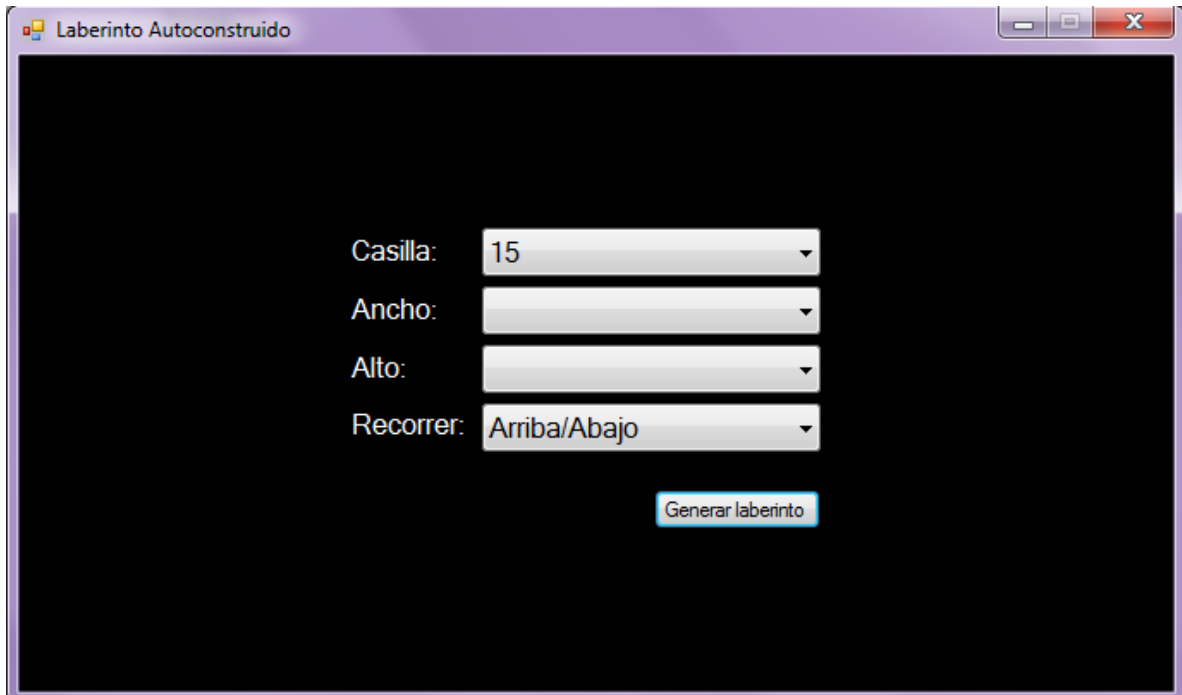 Laberinto Autoconstruido
Casilla: 15
Ancho:
Alto:
Recorrer: Arriba/Abajo
Generar laberinto